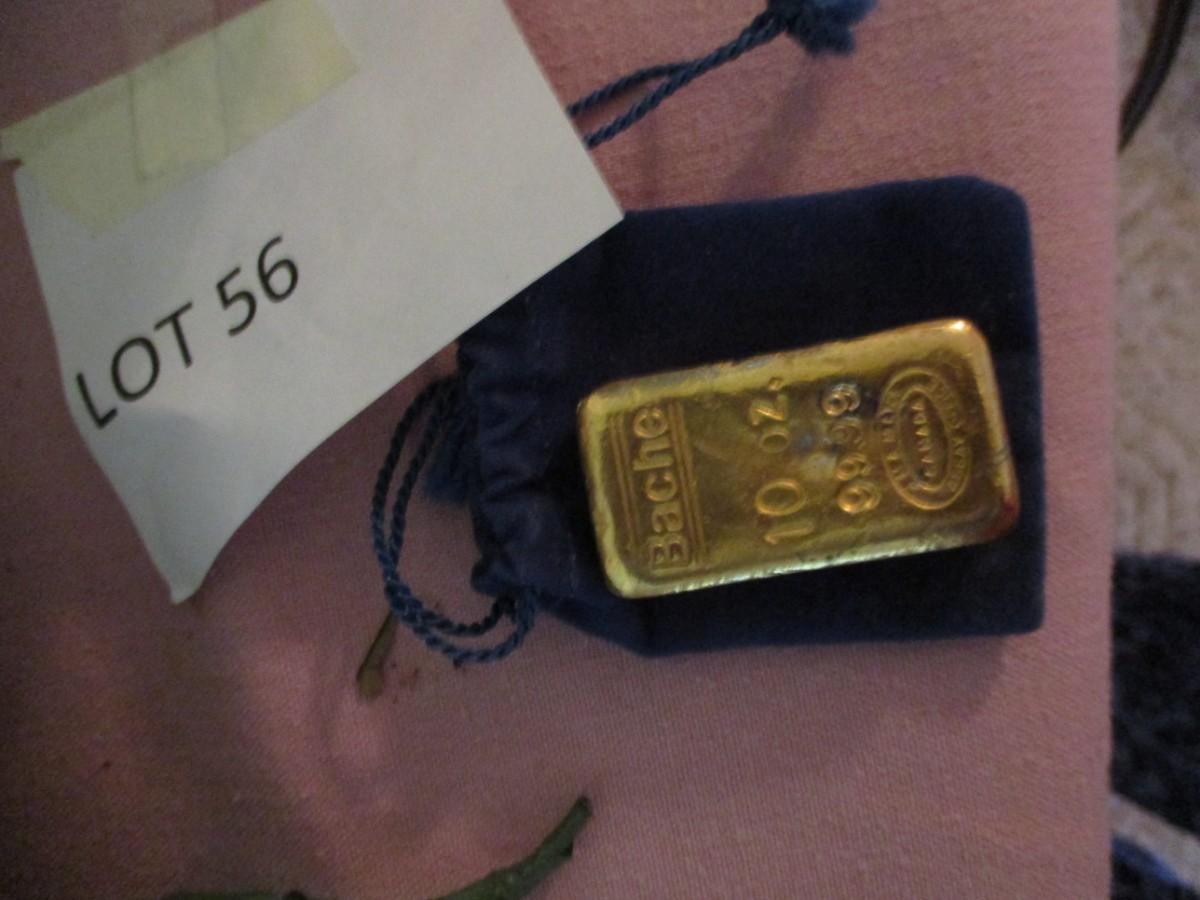 LOT 56
Bache
10 oz.
9999
CANADA